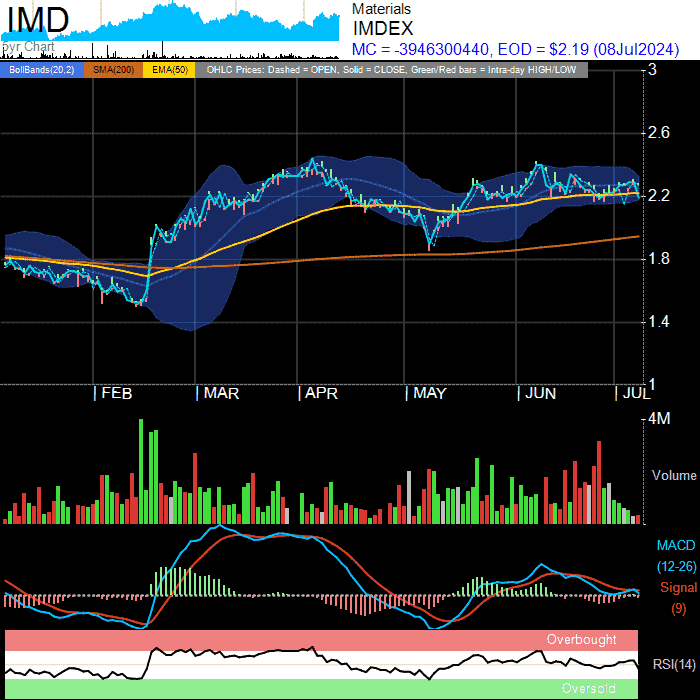 IMD
5yr Chart
Materials
IMDEX
MC = -3946300440, EOD = $2.19 (08Jul2024)
BollBands(20,2) SMA(200) EMA(50) OHLC Prices: Dashed = OPEN, Solid = CLOSE, Green/Red bars = Intra-day HIGH/LOW
3
2.6
2.2
1.8
1.4
1
| FEB | MAR | APR | MAY | JUN | JUL
4M
Volume
MACD
(12-26)
Signal
(9)
Overbought
RSI(14)
Oversold